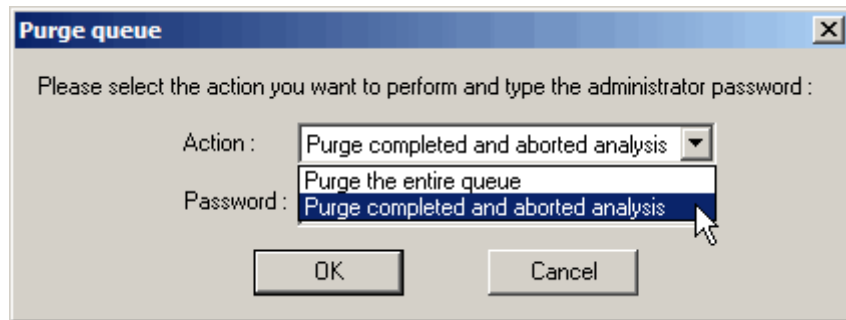 Purge queue
Please select the action you want to perform and type the administrator password :
Action : Purge completed and aborted analysis
Purge the entire queue
Password : Purge completed and aborted analysis
OK Cancel